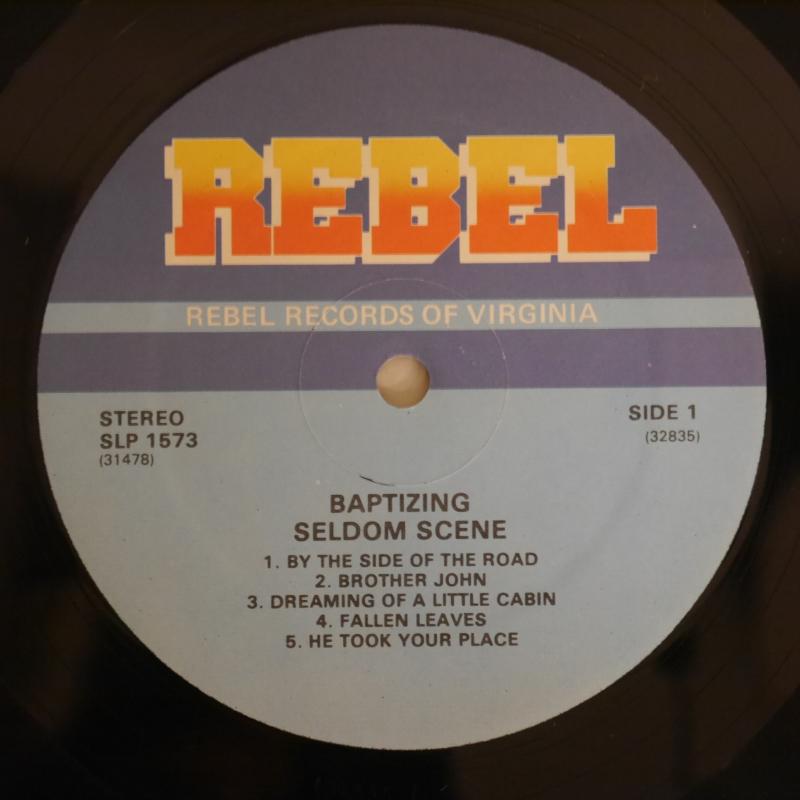 REBEL
REBEL RECORDS OF VIRGINIA
STEREO
SLP 1573
(31478)
SIDE 1
(32835)
BAPTIZING
SELDOM SCENE
1. BY THE SIDE OF THE ROAD
2. BROTHER JOHN
3. DREAMING OF A LITTLE CABIN
4. FALLEN LEAVES
5. HE TOOK YOUR PLACE